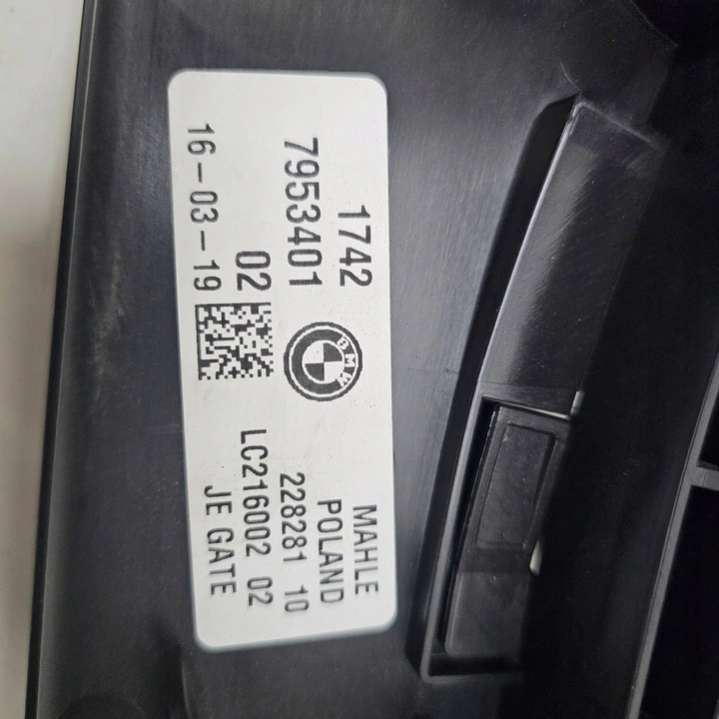 1742
7953401
02
16-03-19
BMW
MAHLE
POLAND
228281 10
LC216002 02
JE GATE